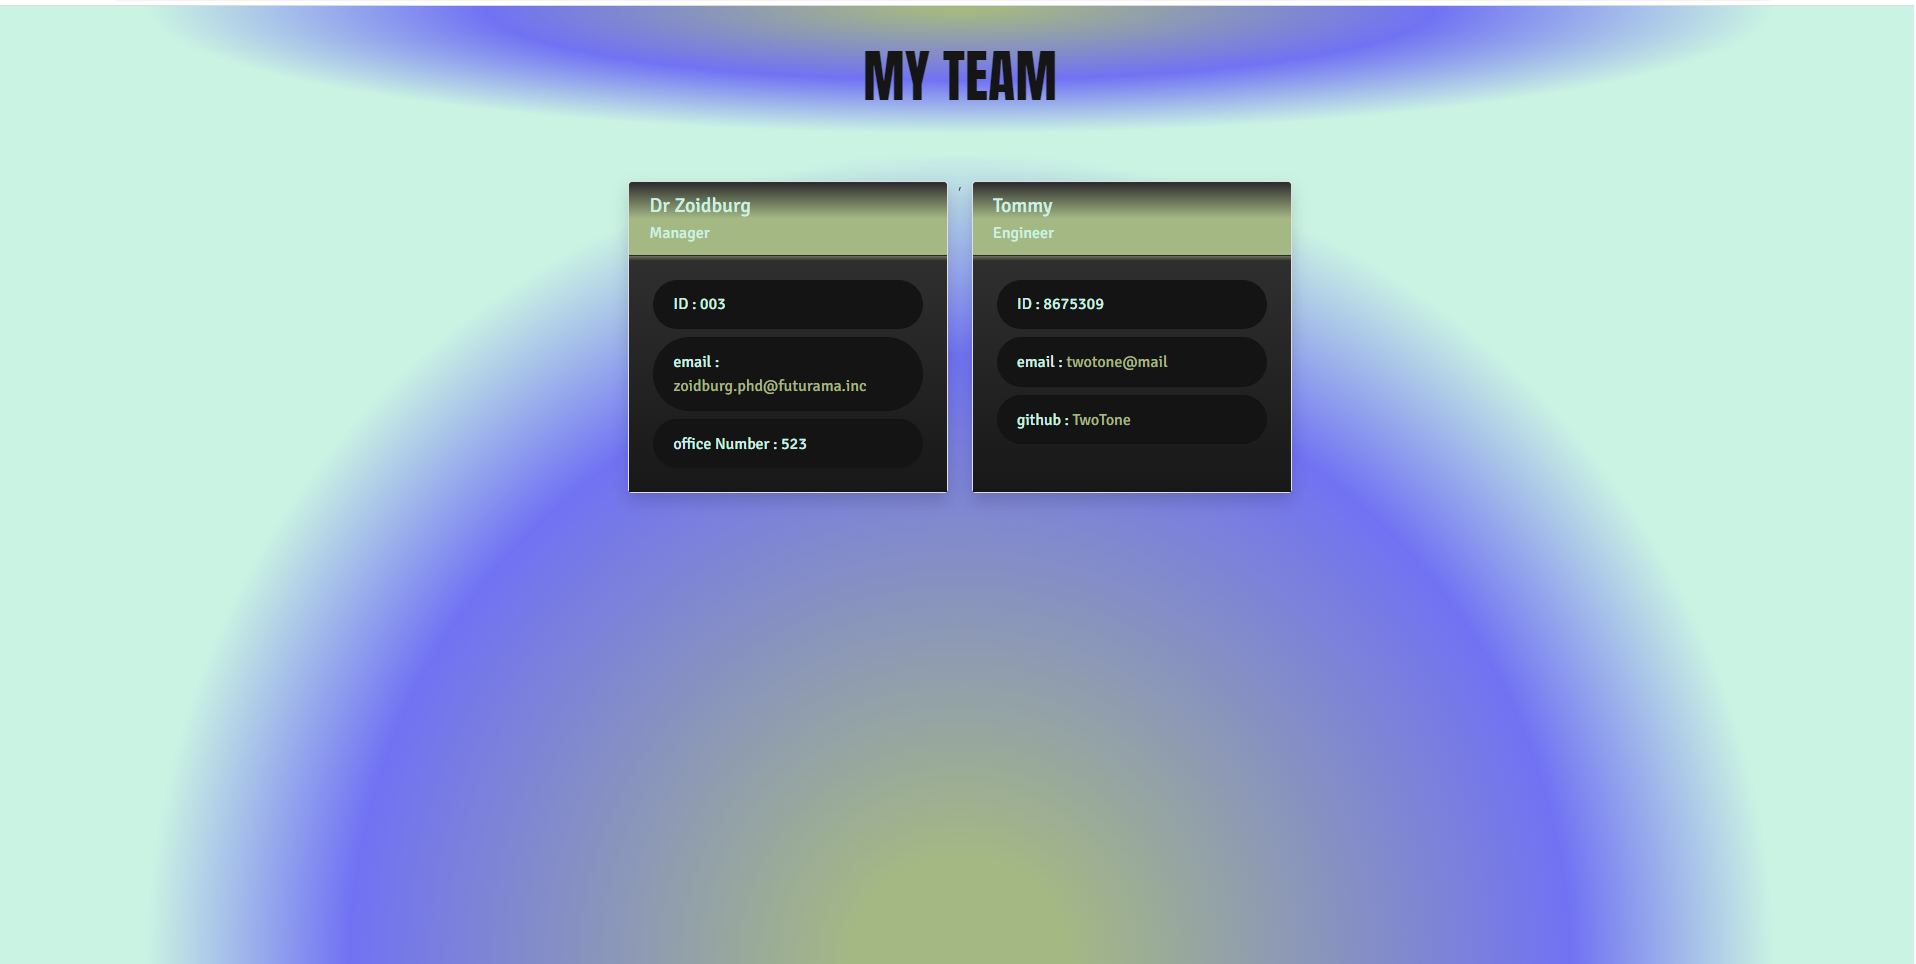 MY TEAM
Dr Zoidburg
Manager
ID : 003
email :
zoidburg.phd@futurama.inc
office Number : 523
,
Tommy
Engineer
ID : 8675309
email : twotone@mail
github : TwoTone